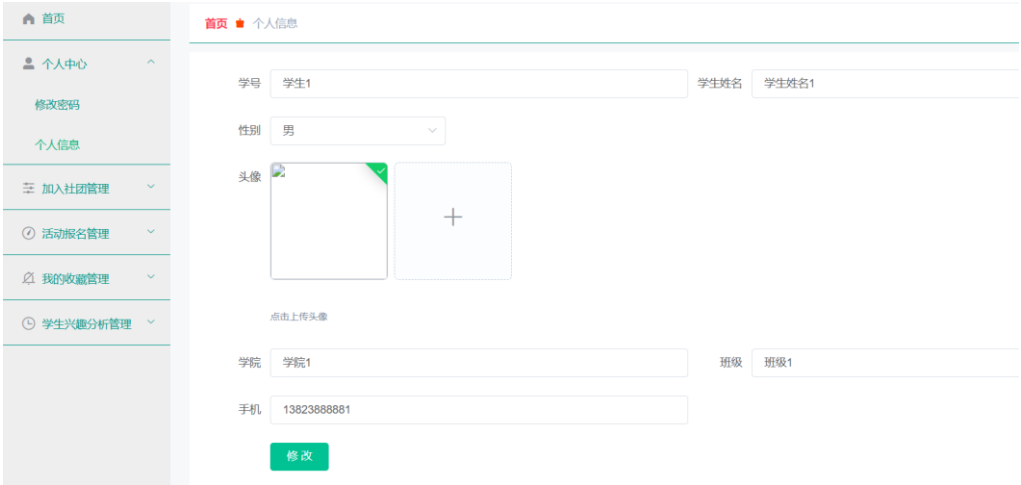 首页
个人中心
修改密码
个人信息
加入社团管理
活动报名管理
我的收藏管理
学生兴趣分析管理
首页 个人信息
学号 学生1 学生姓名 学生姓名1
性别 男
头像
点击上传头像
学院 学院1 班级 班级1
手机 13823888881
修改